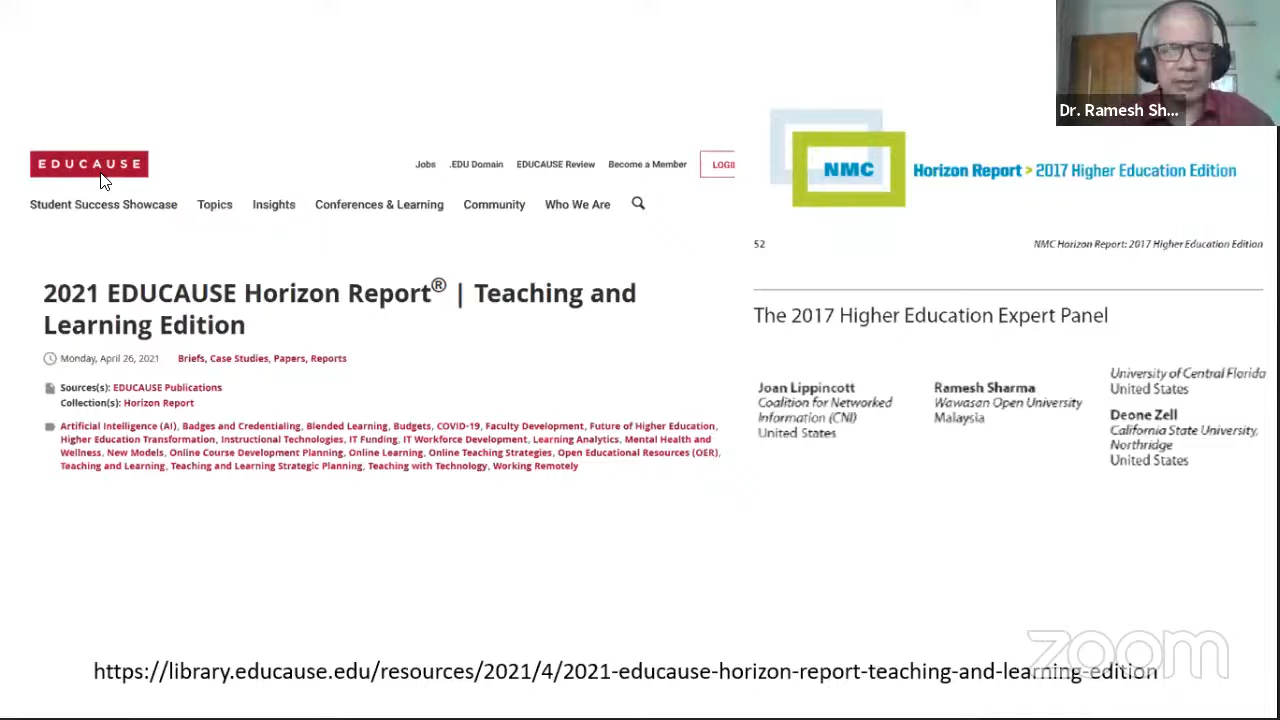 Dr. Ramesh Sh...
EDUCAUSE
Jobs .EDU Domain EDUCAUSE Review Become a Member LOGI
Student Success Showcase Topics Insights Conferences & Learning Community Who We Are
2021 EDUCAUSE Horizon Report® | Teaching and
Learning Edition
Monday, April 26, 2021 Briefs, Case Studies, Papers, Reports
Sources(s): EDUCAUSE Publications
Collection(s): Horizon Report
Artificial Intelligence (AI), Badges and Credentialing, Blended Learning, Budgets, COVID-19, Faculty Development, Future of Higher Education,
Higher Education Transformation, Instructional Technologies, IT Funding, IT Workforce Development, Learning Analytics, Mental Health and
Wellness, New Models, Online Course Development Planning, Online Learning, Online Teaching Strategies, Open Educational Resources (OER),
Teaching and Learning, Teaching and Learning Strategic Planning, Teaching with Technology, Working Remotely
NMC Horizon Report > 2017 Higher Education Edition
52 NMC Horizon Report: 2017 Higher Education Edition
The 2017 Higher Education Expert Panel
Joan Lippincott
Coalition for Networked
Information (CNI)
United States
Ramesh Sharma
Wawasan Open University
Malaysia
University of Central Florida
United States
Deone Zell
California State University,
Northridge
United States
https://library.educause.edu/resources/2021/4/2021-educause-horizon-report-teaching-and-learning-edition
zoom